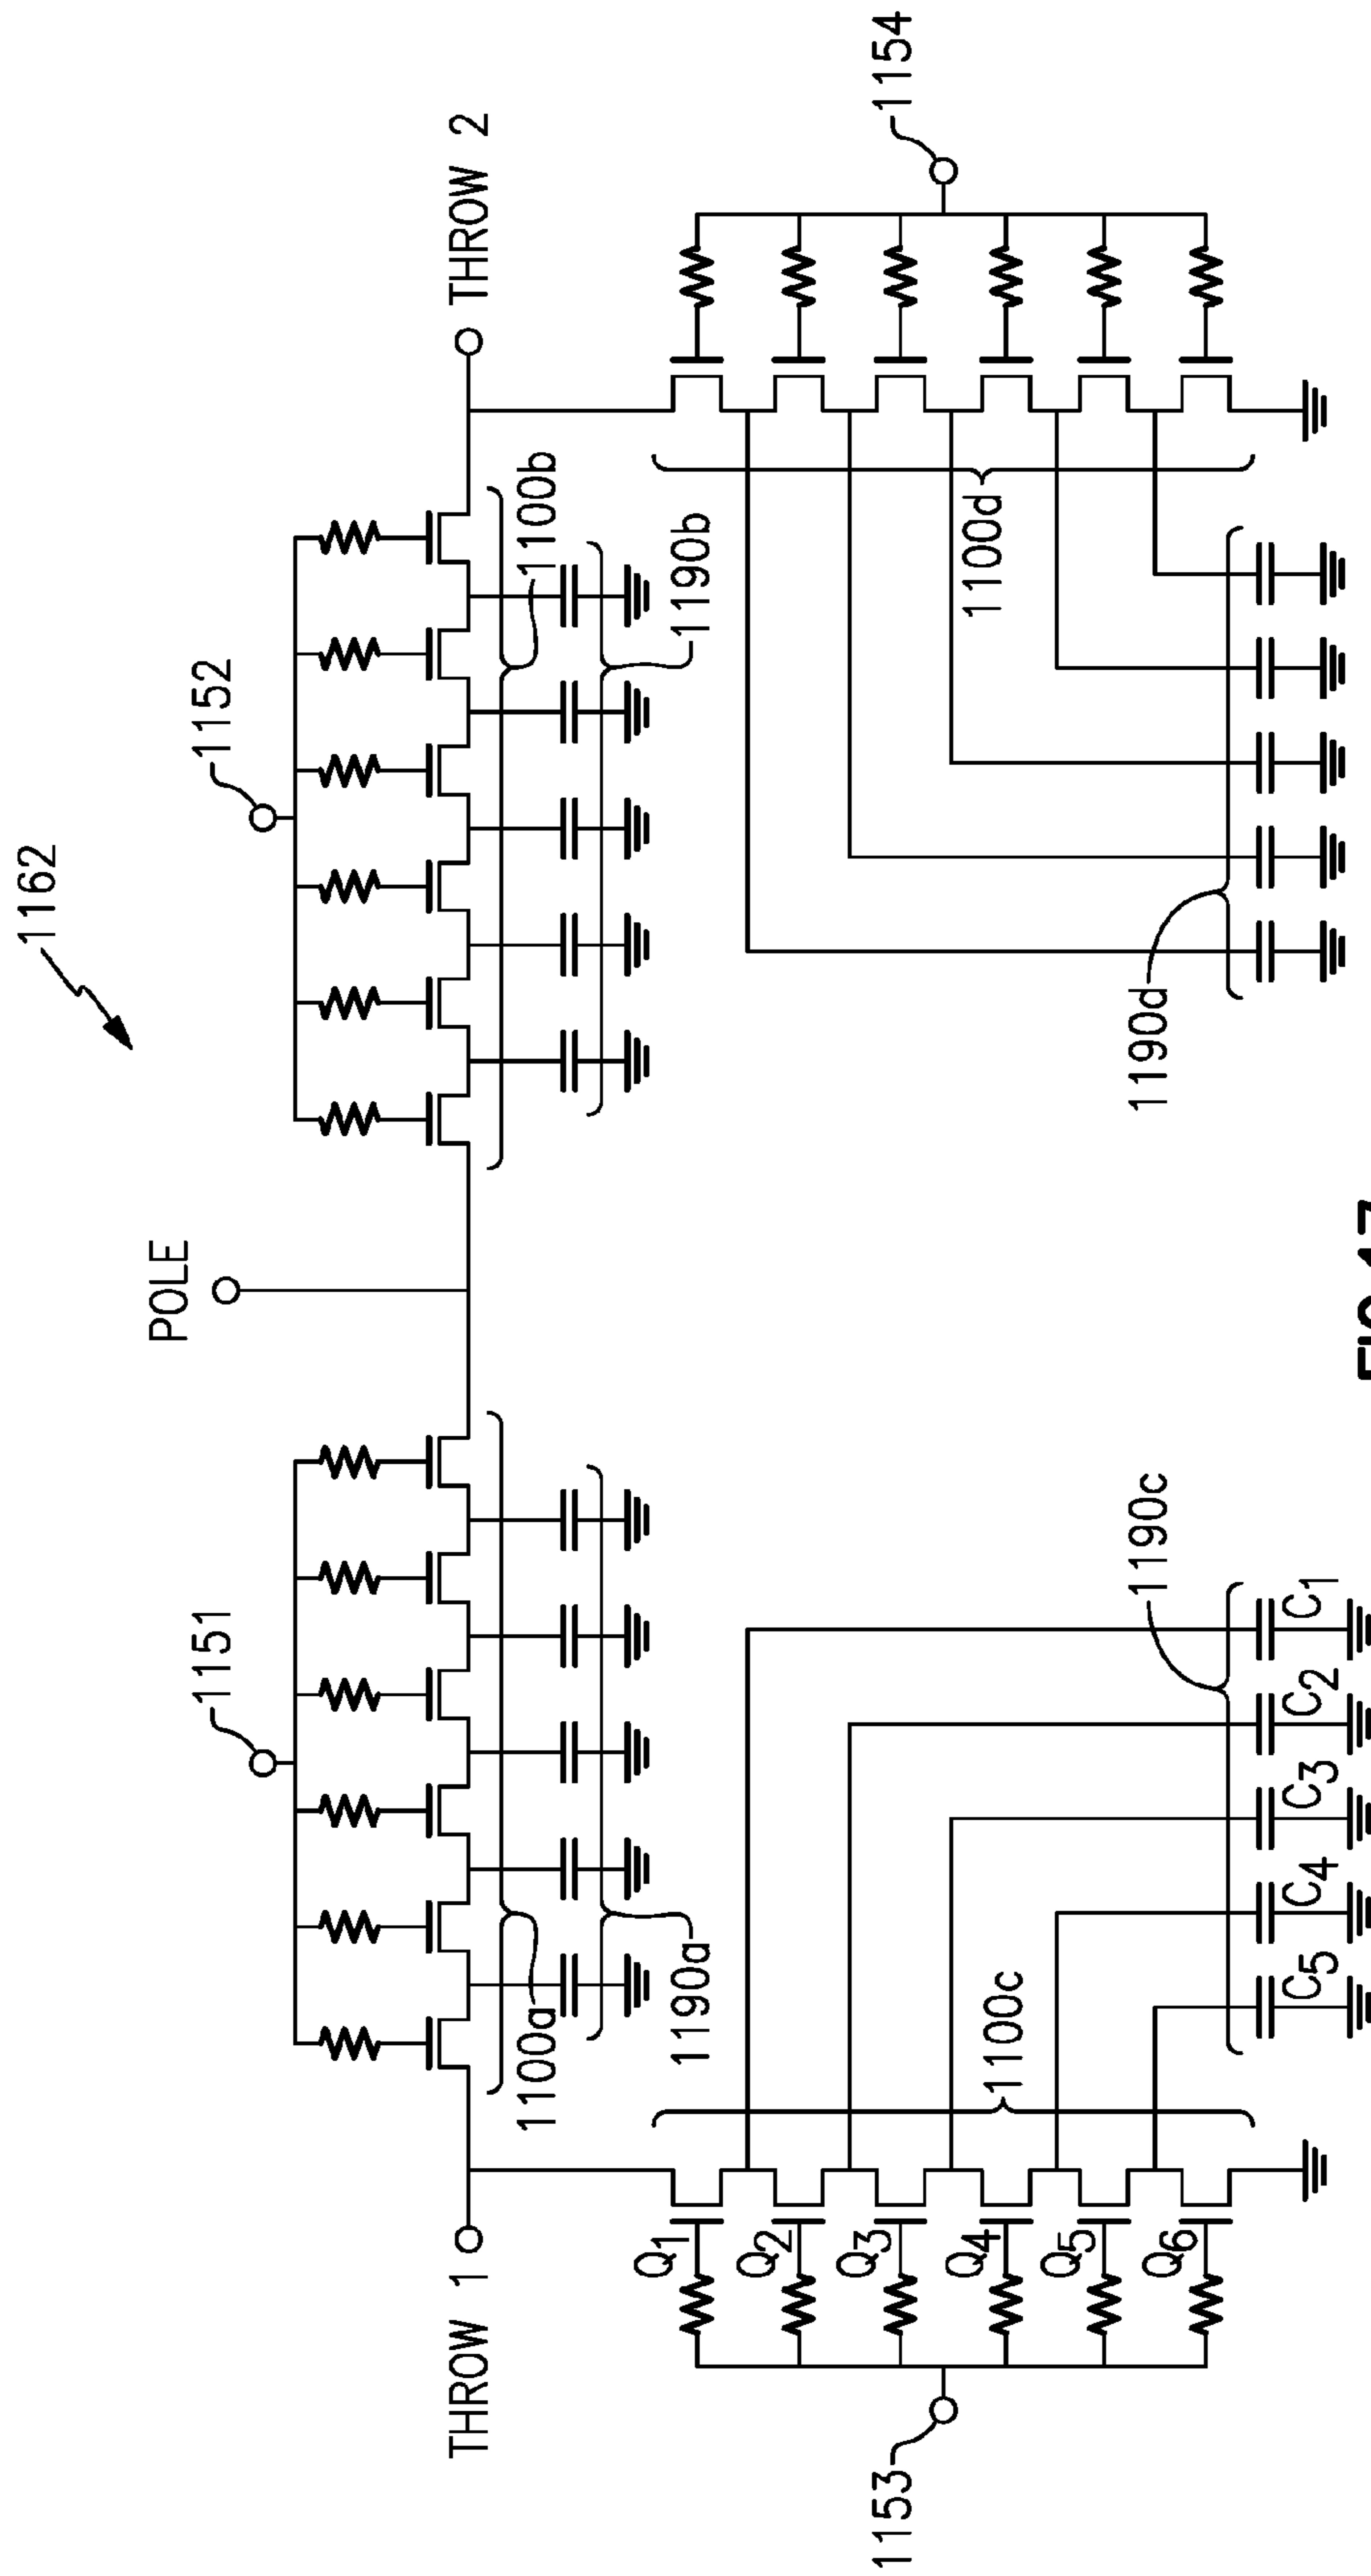 1162
POLE
1151
1152
THROW 1
THROW 2
1100a
1100b
1190a
1190b
1153
1154
Q1
Q2
Q3
Q4
Q5
Q6
1100c
1100d
1190c
1190d
C5
C4
C3
C2
C1